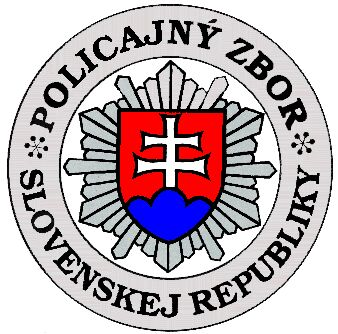 POLICAJNÝ ZBOR
SLOVENSKEJ REPUBLIKY